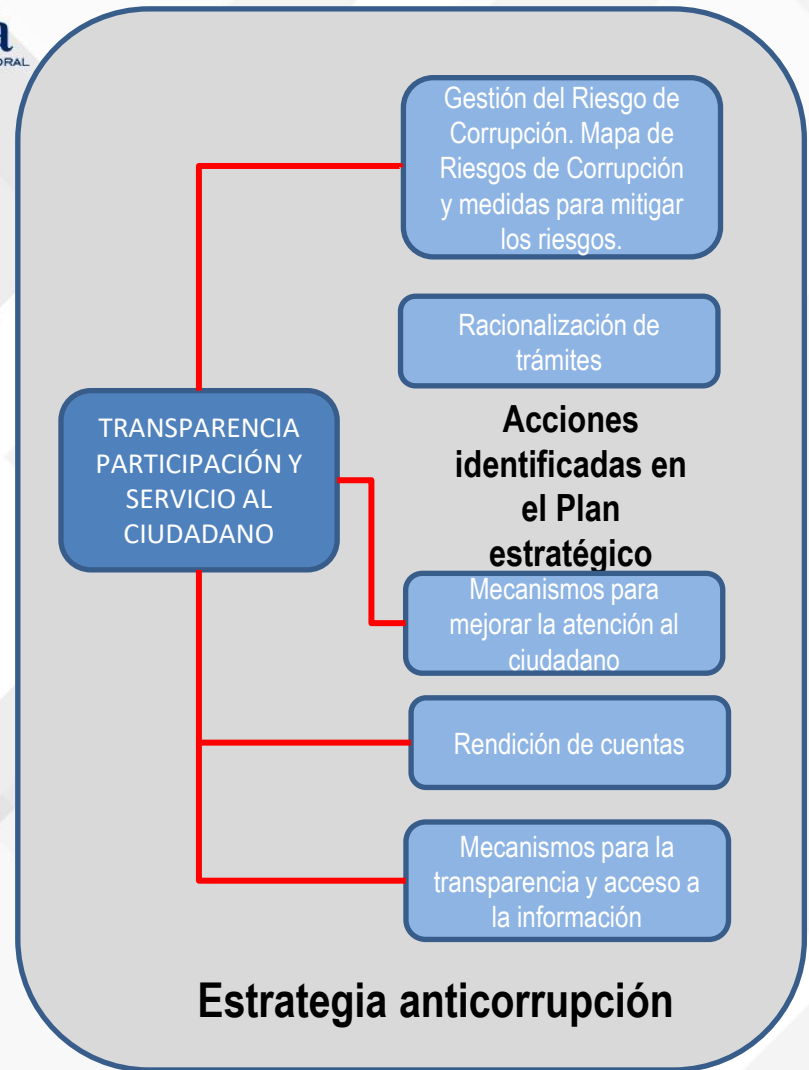 a
ORAL
Gestión del Riesgo de
Corrupción. Mapa de
Riesgos de Corrupción
y medidas para mitigar
los riesgos.
Racionalización de
trámites
TRANSPARENCIA
PARTICIPACIÓN Y
SERVICIO AL
CIUDADANO
Acciones
identificadas en
el Plan
estratégico
Mecanismos para
mejorar la atención al
ciudadano
Rendición de cuentas
Mecanismos para la
transparencia y acceso a
la información
Estrategia anticorrupción